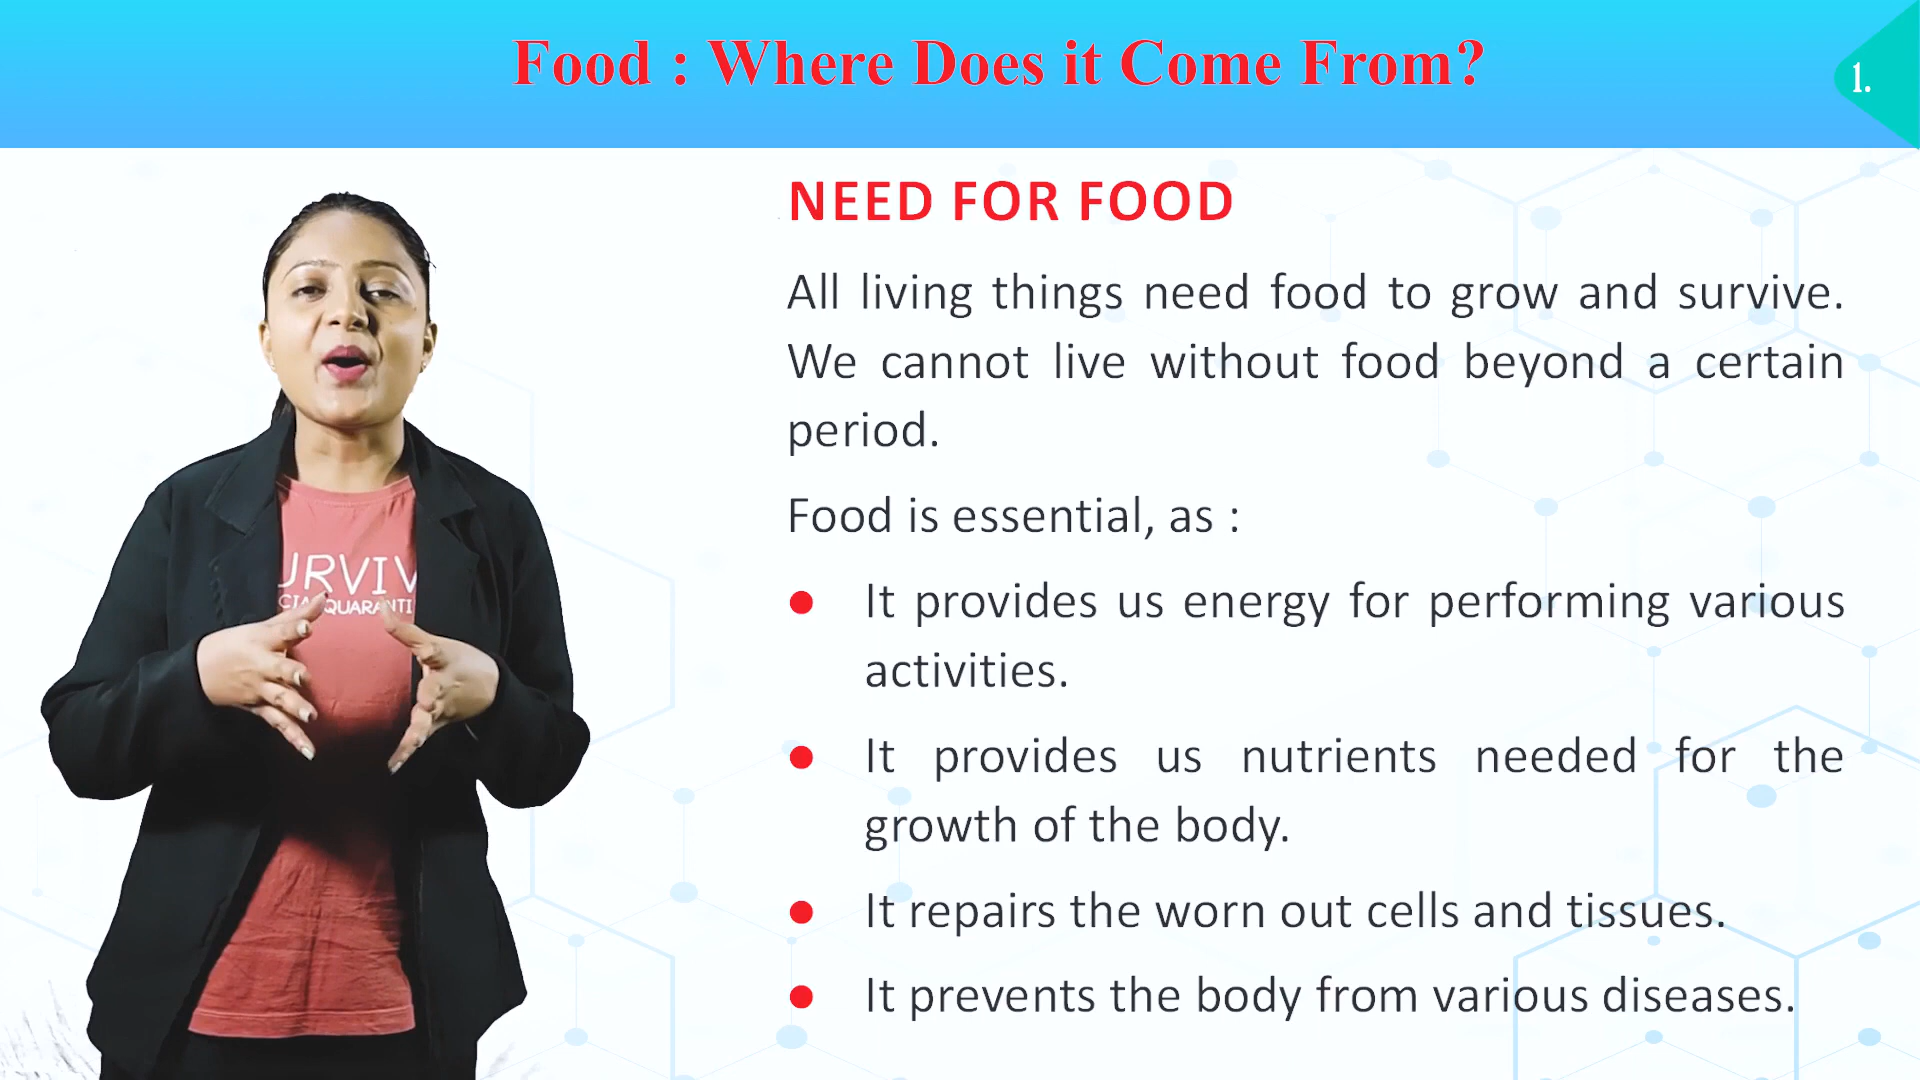 Food : Where Does it Come From?
1.
NEED FOR FOOD
All living things need food to grow and survive.
We cannot live without food beyond a certain
period.
Food is essential, as :
● It provides us energy for performing various
activities.
● It provides us nutrients needed for the
growth of the body.
● It repairs the worn out cells and tissues.
● It prevents the body from various diseases.
URVIV
QUARANTI